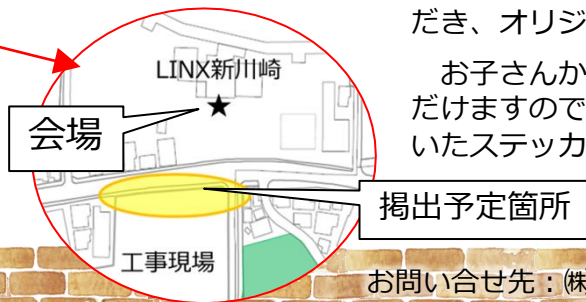 だき、オリジ
LINX新川崎
お子さんか
だけますので
いたステッカ
会場
掲出予定箇所
工事現場
お問い合せ先：㈱